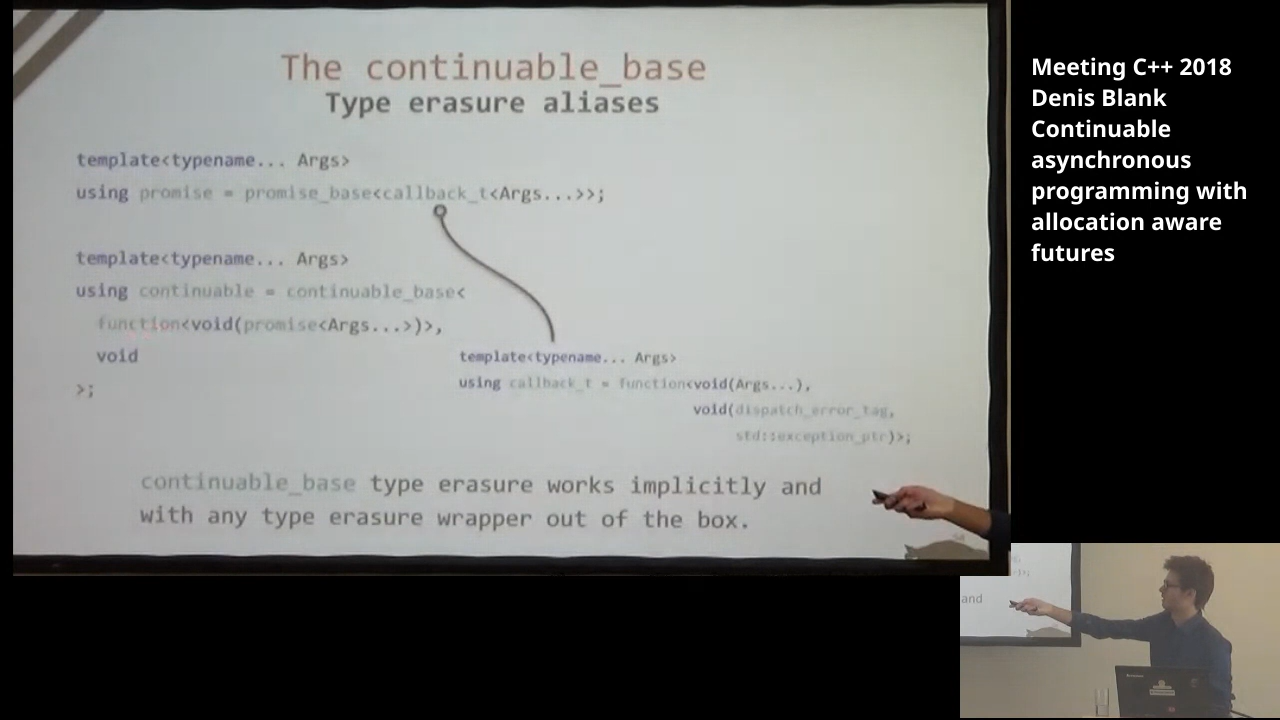 The continuable_base
Type erasure aliases
template<typename... Args>
using promise = promise_base<callback_t<Args...>>;
template<typename... Args>
using continuable = continuable_base<
function<void(promise<Args...>)>,
void
>;
template<typename... Args>
using callback_t = function<void(Args...),
void(dispatch_error_tag,
std::exception_ptr)>;
continuable_base type erasure works implicitly and
with any type erasure wrapper out of the box.
Meeting C++ 2018
Denis Blank
Continuable
asynchronous
programming with
allocation aware
futures
and